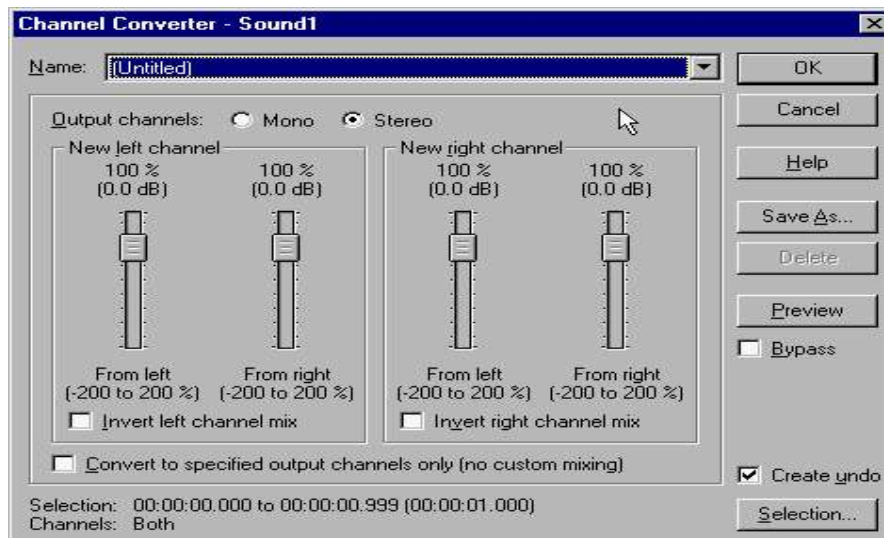 Channel Converter - Sound1
Name: [Untitled]
OK
Cancel
Help
Save As...
Delete
Preview
Bypass
Output channels: Mono Stereo
New left channel
100 % 100 %
(0.0 dB) (0.0 dB)
From left From right
(-200 to 200 %) (-200 to 200 %)
Invert left channel mix
New right channel
100 % 100 %
(0.0 dB) (0.0 dB)
From left From right
(-200 to 200 %) (-200 to 200 %)
Invert right channel mix
Convert to specified output channels only (no custom mixing)
Create undo
Selection: 00:00:00.000 to 00:00:00.999 (00:00:01.000)
Channels: Both
Selection...